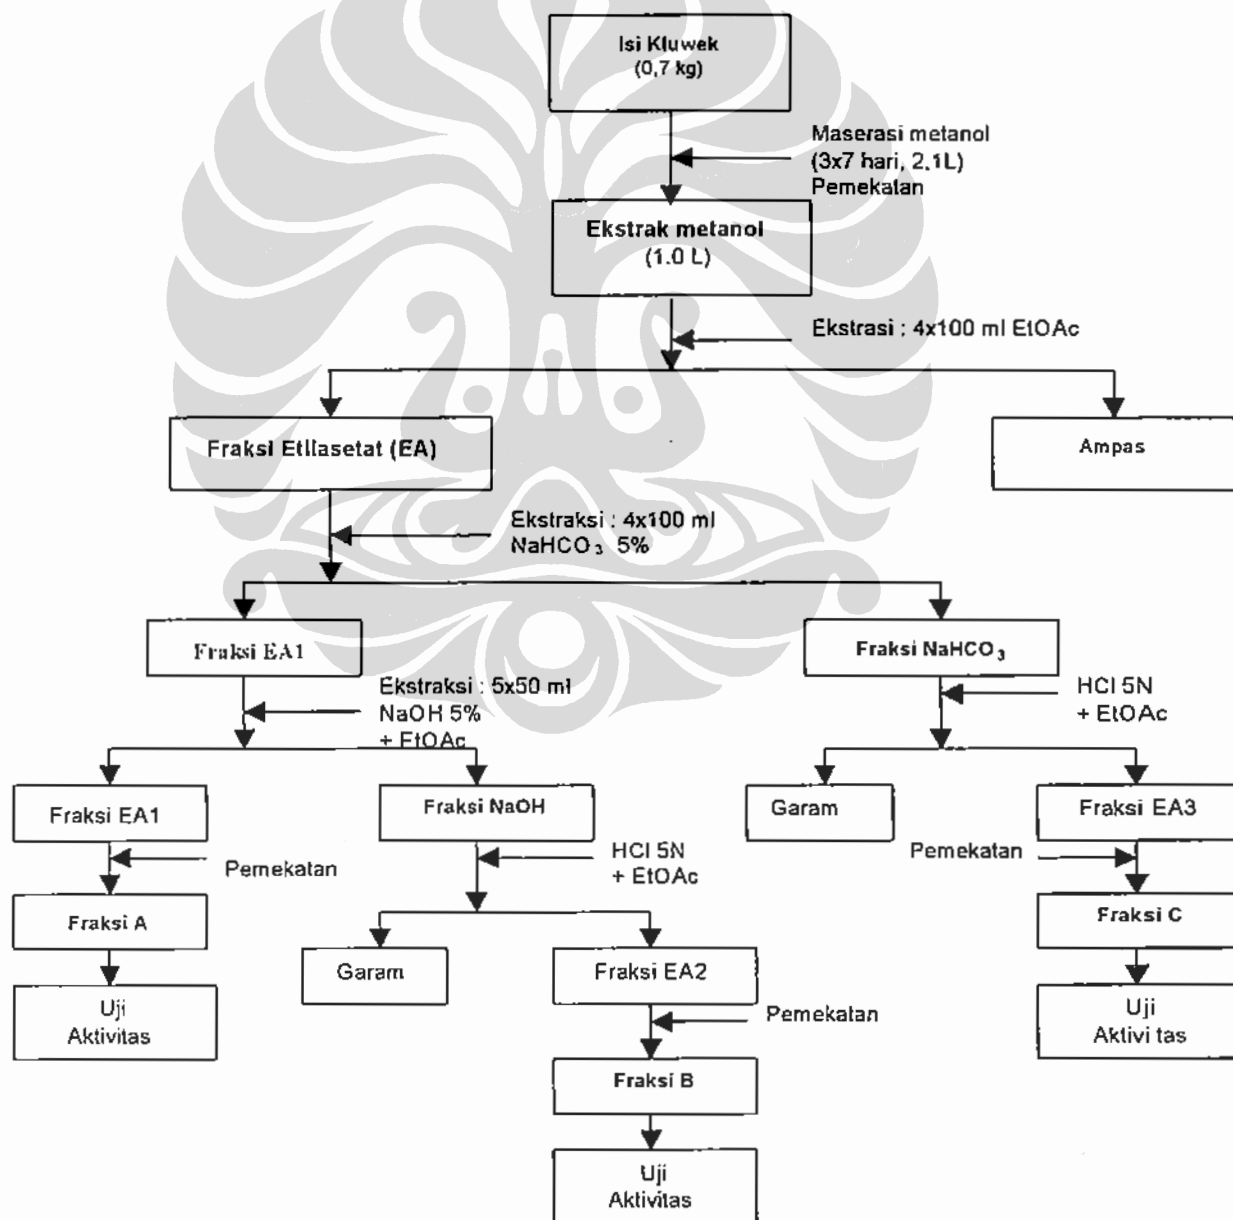 Isi Kluwek
(0,7 kg)
Maserasi metanol
(3x7 hari, 2.1L)
Pemekatan
Ekstrak metanol
(1.0 L)
Ekstrasi : 4x100 ml EtOAc
Fraksi Etilasetat (EA)
Ampas
Ekstraksi : 4x100 ml
NaHCO3 5%
Fraksi EA1
Fraksi NaHCO3
Ekstraksi : 5x50 ml
NaOH 5%
+ EtOAc
HCl 5N
+ EtOAc
Fraksi EA1
Fraksi NaOH
Garam
Fraksi EA3
Pemekatan
HCl 5N
+ EtOAc
Pemekatan
Fraksi A
Fraksi C
Garam
Fraksi EA2
Uji
Aktivitas
Uji
Aktivi tas
Pemekatan
Fraksi B
Uji
Aktivitas